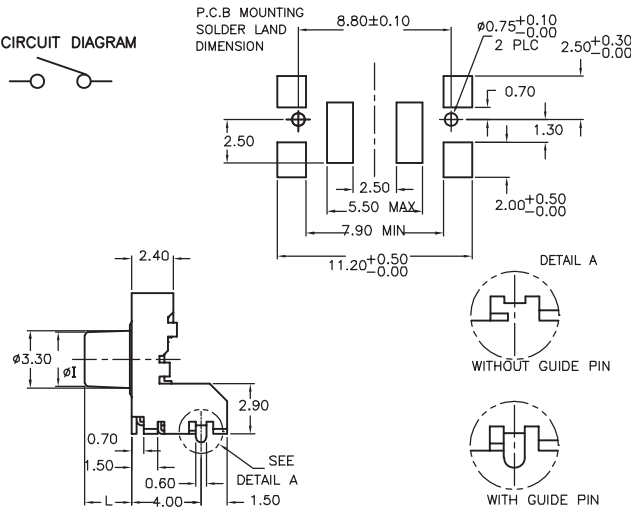 P.C.B MOUNTING
SOLDER LAND
DIMENSION
CIRCUIT DIAGRAM
8.80±0.10
ø0.75+0.10
-0.00
2 PLC
2.50+0.30
-0.00
0.70
2.50
1.30
2.50
5.50 MAX
2.00+0.50
-0.00
7.90 MIN
11.20+0.50
-0.00
2.40
DETAIL A
ø3.30
øI
WITHOUT GUIDE PIN
2.90
0.70
1.50
SEE
DETAIL A
0.60
L
4.00
1.50
WITH GUIDE PIN